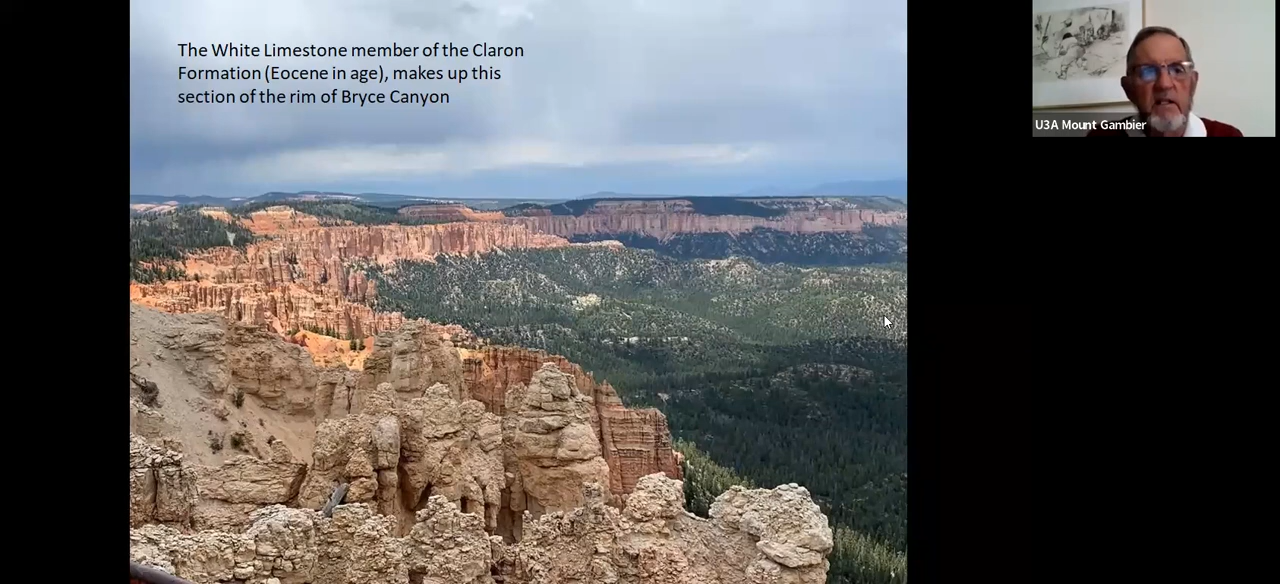 The White Limestone member of the Claron
Formation (Eocene in age), makes up this
section of the rim of Bryce Canyon
U3A Mount Gambier